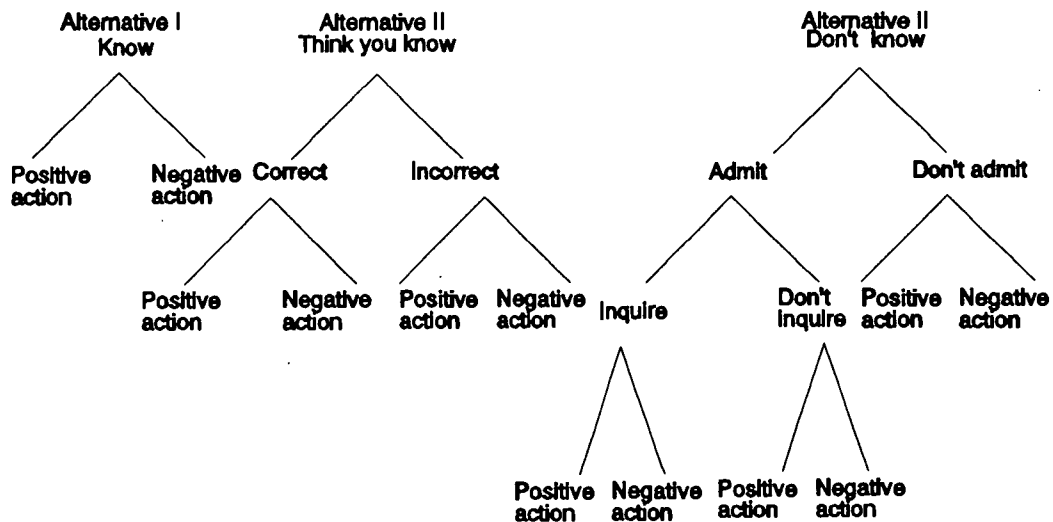 Alternative I
Know
Alternative II
Think you know
Alternative II
Don't know
Positive
action
Negative
action
Correct
Incorrect
Admit
Don't admit
Positive
action
Negative
action
Positive
action
Negative
action
Inquire
Don't
inquire
Positive
action
Negative
action
Positive
action
Negative
action
Positive
action
Negative
action